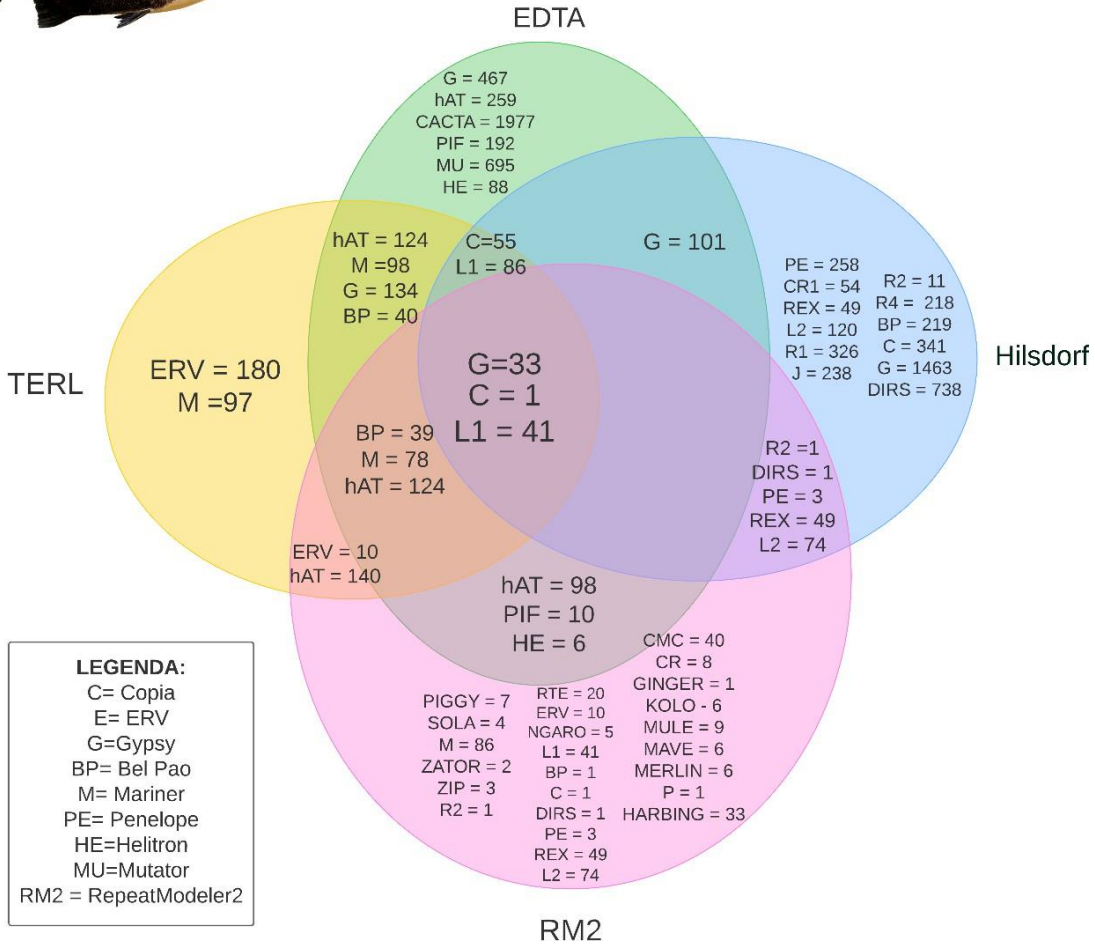 EDTA
G = 467
hAT = 259
CACTA = 1977
PIF = 192
MU = 695
HE = 88
hAT = 124
M =98
G = 134
BP = 40
C=55
L1 = 86
G = 101
PE = 258
CR1 = 54
REX = 49
L2 = 120
R1 = 326
J = 238
R2 = 11
R4 = 218
BP = 219
C = 341
G = 1463
DIRS = 738
Hilsdorf
TERL
ERV = 180
M =97
G=33
C = 1
L1 = 41
BP = 39
M = 78
hAT = 124
R2 =1
DIRS = 1
PE = 3
REX = 49
L2 = 74
ERV = 10
hAT = 140
hAT = 98
PIF = 10
HE = 6
PIGGY = 7
SOLA = 4
M = 86
ZATOR = 2
ZIP = 3
R2 = 1
RTE = 20
ERV = 10
NGARO = 5
L1 = 41
BP = 1
C = 1
DIRS = 1
PE = 3
REX = 49
L2 = 74
CMC = 40
CR = 8
GINGER = 1
KOLO - 6
MULE = 9
MAVE = 6
MERLIN = 6
P = 1
HARBING = 33
RM2
LEGENDA:
C= Copia
E= ERV
G=Gypsy
BP= Bel Pao
M= Mariner
PE= Penelope
HE=Helitron
MU=Mutator
RM2 = RepeatModeler2